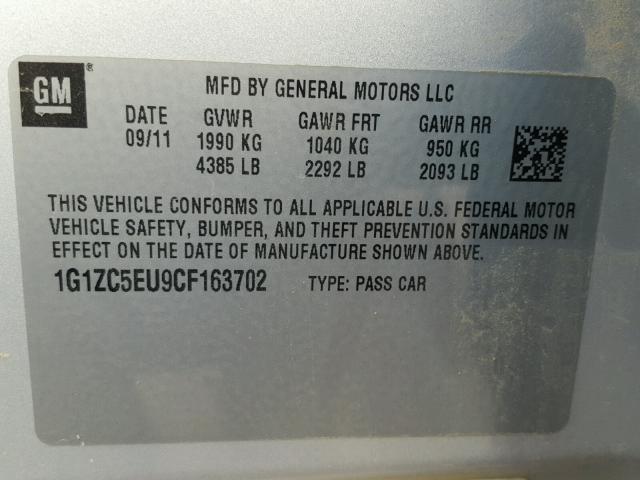 GM® MFD BY GENERAL MOTORS LLC
DATE GVWR GAWR FRT GAWR RR
09/11 1990 KG 1040 KG 950 KG
4385 LB 2292 LB 2093 LB
THIS VEHICLE CONFORMS TO ALL APPLICABLE U.S. FEDERAL MOTOR
VEHICLE SAFETY, BUMPER, AND THEFT PREVENTION STANDARDS IN
EFFECT ON THE DATE OF MANUFACTURE SHOWN ABOVE.
1G1ZC5EU9CF163702 TYPE: PASS CAR